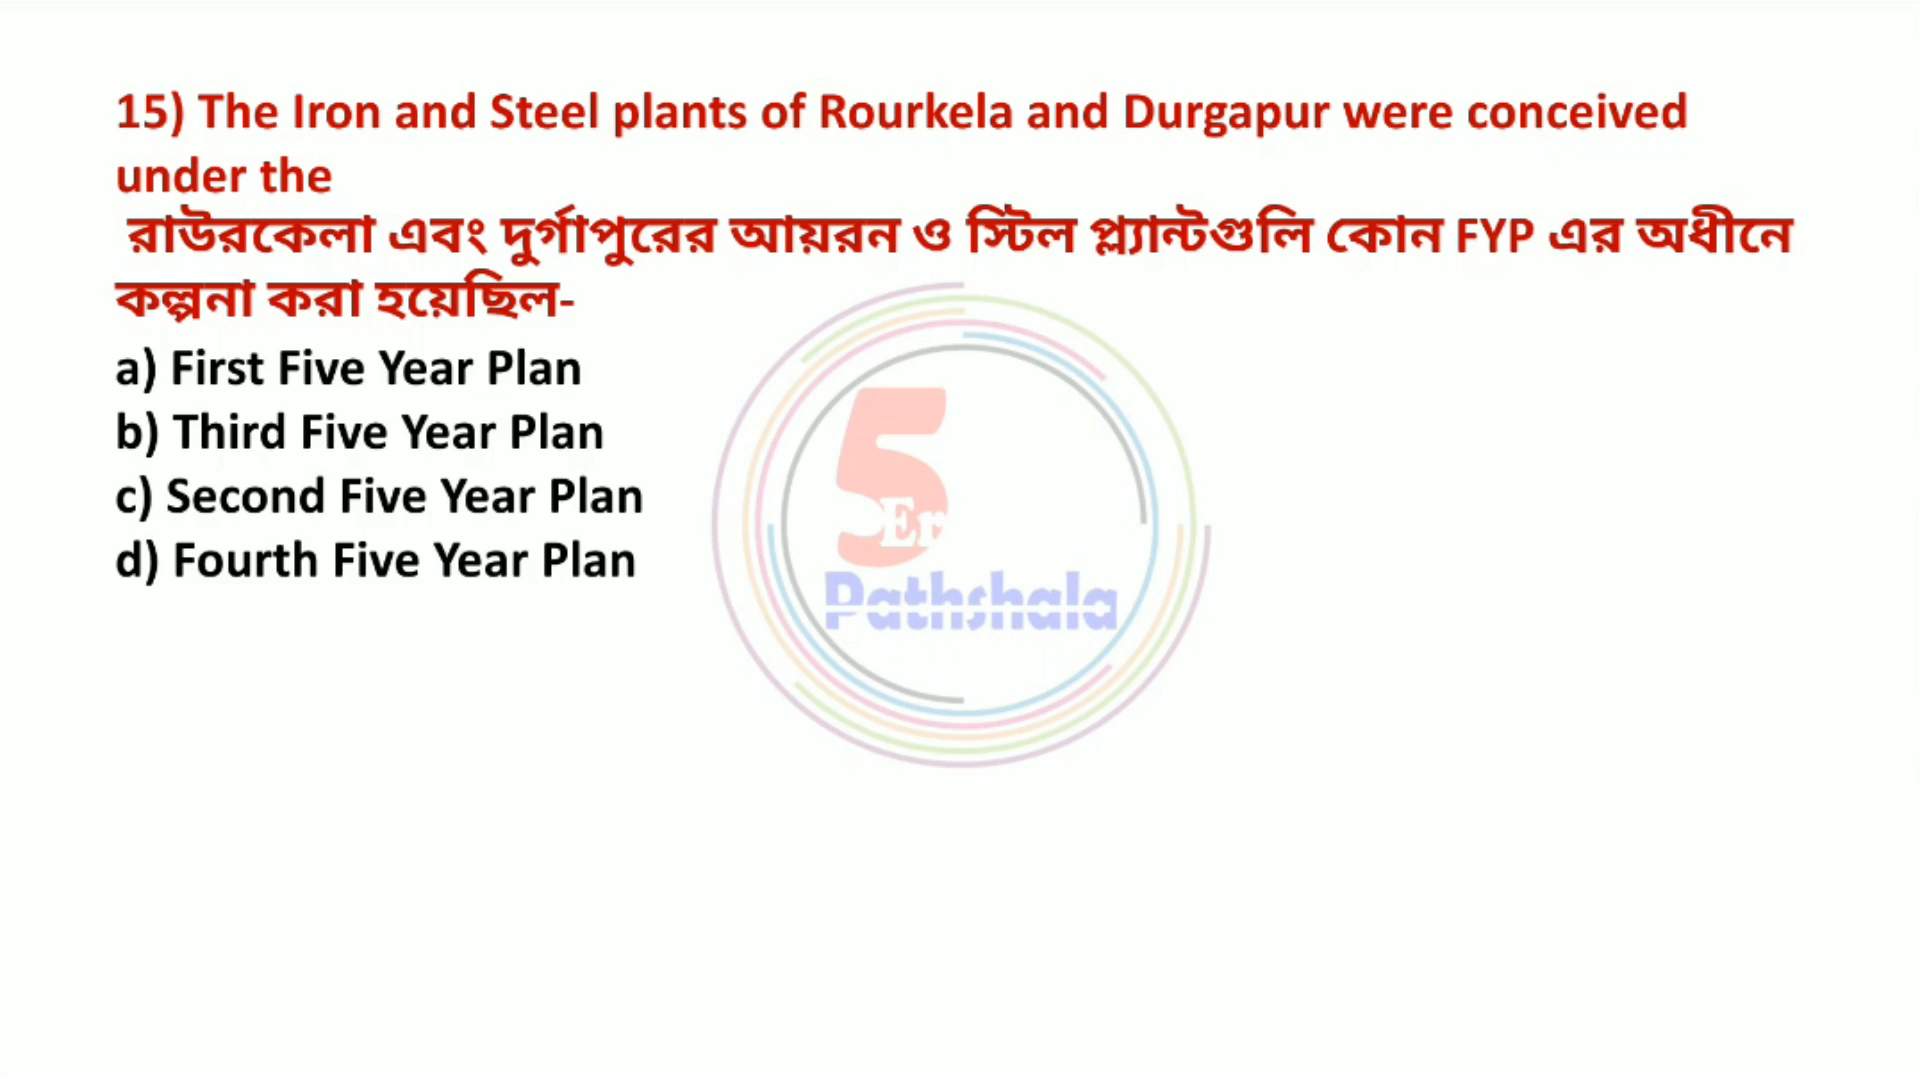 15) The Iron and Steel plants of Rourkela and Durgapur were conceived
under the
রাউরকেলা এবং দুর্গাপুরের আয়রন ও স্টিল প্ল্যান্টগুলি কোন FYP এর অধীনে
কল্পনা করা হয়েছিল-
a) First Five Year Plan
b) Third Five Year Plan
c) Second Five Year Plan
d) Fourth Five Year Plan
5
Er
Pathshala